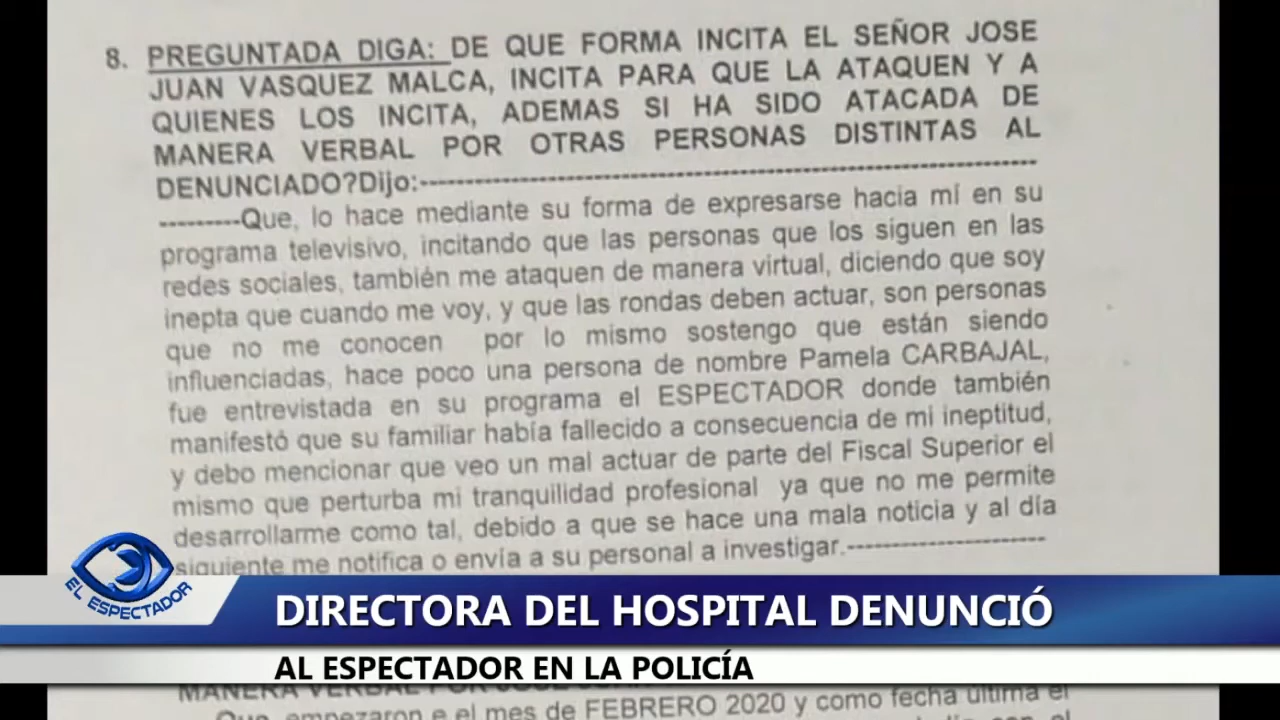 8. PREGUNTADA DIGA: DE QUE FORMA INCITA EL SEÑOR JOSE
JUAN VASQUEZ MALCA, INCITA PARA QUE LA ATAQUEN Y A
QUIENES LOS INCITA, ADEMAS SI HA SIDO ATACADA DE
MANERA VERBAL POR OTRAS PERSONAS DISTINTAS AL
DENUNCIADO?Dijo:-----------------------------------------------------------
---------Que, lo hace mediante su forma de expresarse hacia mí en su
programa televisivo, incitando que las personas que los siguen en las
redes sociales, también me ataquen de manera virtual, diciendo que soy
inepta que cuando me voy, y que las rondas deben actuar, son personas
que no me conocen por lo mismo sostengo que están siendo
influenciadas, hace poco una persona de nombre Pamela CARBAJAL,
fue entrevistada en su programa el ESPECTADOR donde también
manifestó que su familiar había fallecido a consecuencia de mi ineptitud,
y debo mencionar que veo un mal actuar de parte del Fiscal Superior el
mismo que perturba mi tranquilidad profesional ya que no me permite
desarrollarme como tal, debido a que se hace una mala noticia y al día
siguiente me notifica o envía a su personal a investigar.--------------------
EL ESPECTADOR
DIRECTORA DEL HOSPITAL DENUNCIÓ
AL ESPECTADOR EN LA POLICÍA
MANERA VERBAL POR
Que, empezaron e el mes de FEBRERO 2020 y como fecha última el